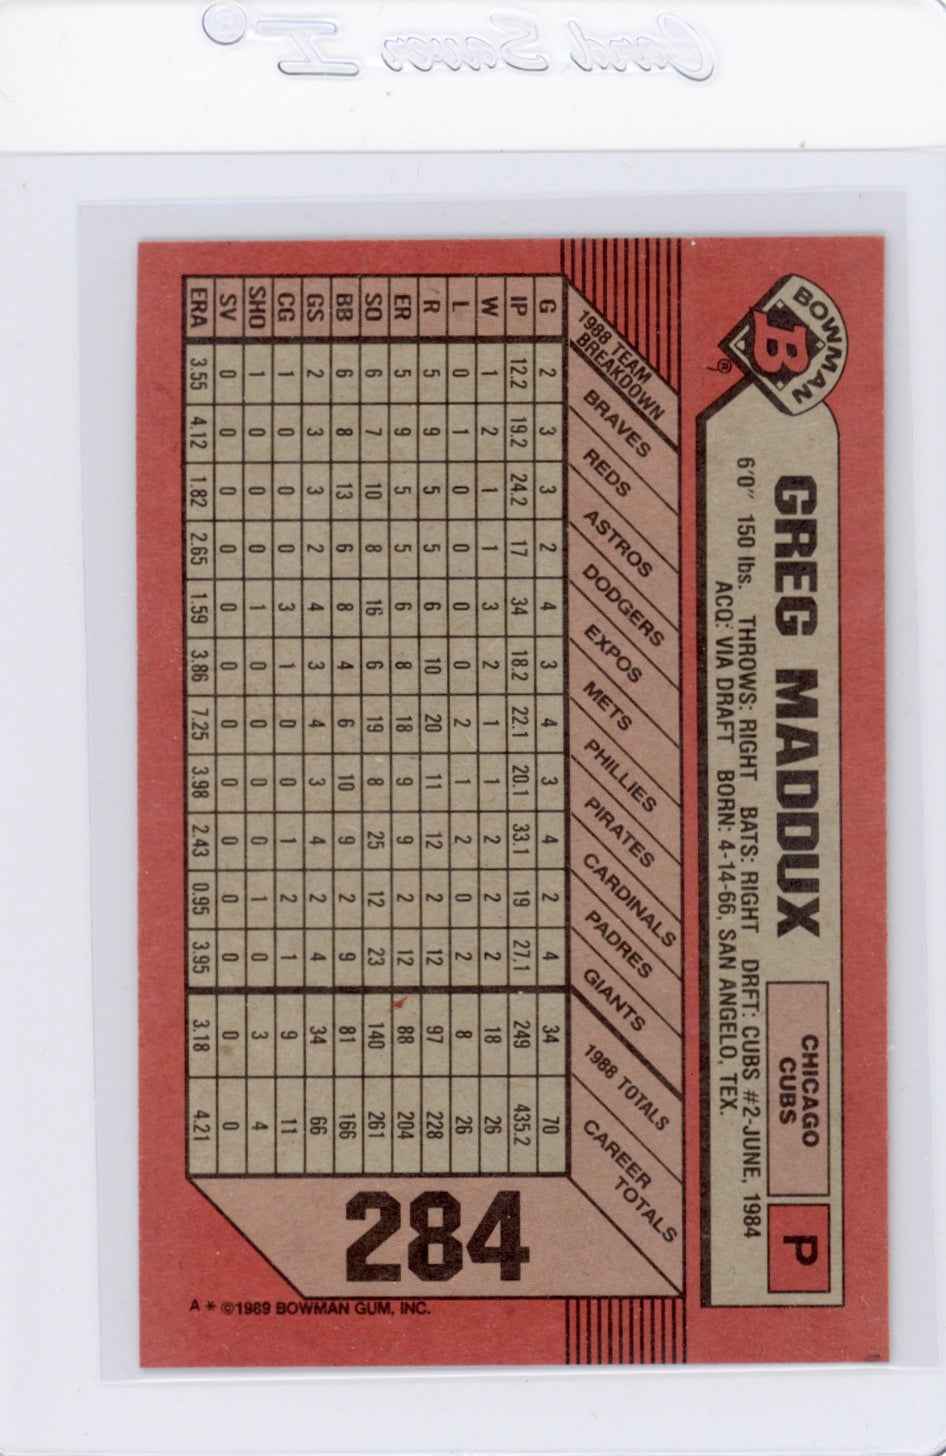 Card Saver I ®
BOWMAN
B ®
GREG MADDUX
CHICAGO
CUBS
P
6'0" 150 lbs. THROWS: RIGHT BATS: RIGHT DRFT: CUBS #2-JUNE, 1984
ACQ: VIA DRAFT BORN: 4-14-66, SAN ANGELO, TEX.
1988 TEAM BREAKDOWN BRAVES REDS ASTROS DODGERS EXPOS METS PHILLIES PIRATES CARDINALS PADRES GIANTS 1988 TOTALS CAREER TOTALS
G 2 3 3 2 4 3 4 3 4 2 4 34 70
IP 12.2 19.2 24.2 17 34 18.2 22.1 20.1 33.1 19 27.1 249 435.2
W 1 2 1 1 3 2 1 1 2 2 2 18 26
L 0 1 0 0 0 0 2 1 2 0 2 8 26
R 5 9 5 5 6 10 20 11 12 2 12 97 228
ER 5 9 5 5 6 8 18 9 9 2 12 88 204
SO 6 7 10 8 16 6 19 8 25 12 23 140 261
BB 6 8 13 6 8 4 6 10 9 2 9 81 166
GS 2 3 3 2 4 3 4 3 4 2 4 34 66
CG 1 0 0 0 3 1 0 0 1 2 1 9 11
SHO 1 0 0 0 1 0 0 0 0 1 0 3 4
SV 0 0 0 0 0 0 0 0 0 0 0 0 0
ERA 3.55 4.12 1.82 2.65 1.59 3.86 7.25 3.98 2.43 0.95 3.95 3.18 4.21
284
A * ©1989 BOWMAN GUM, INC.